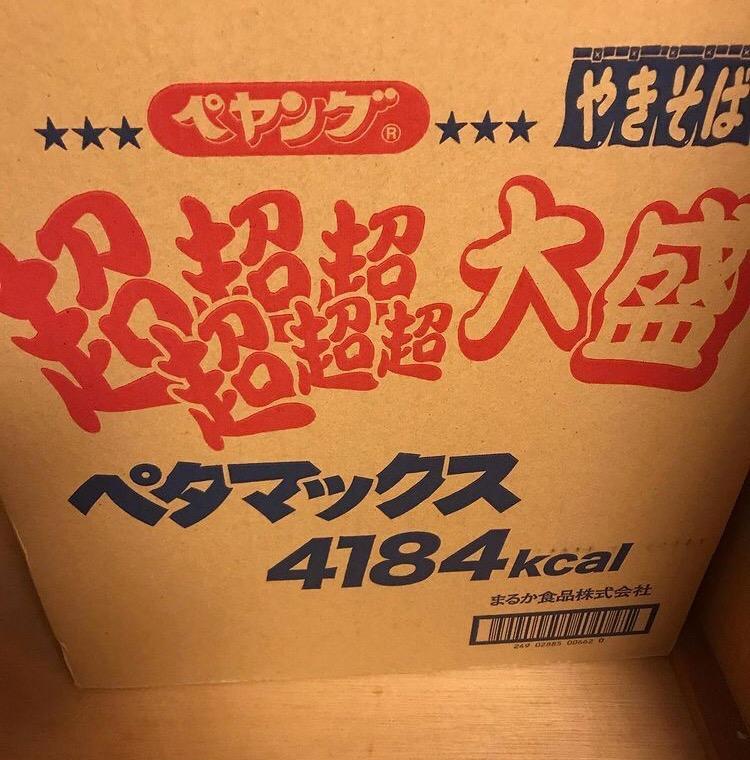 ★★★ ペヤング® ★★★ やきそば
超超超超超超大盛
ペタマックス
4184kcal
まるか食品株式会社
249 02885 00662 0